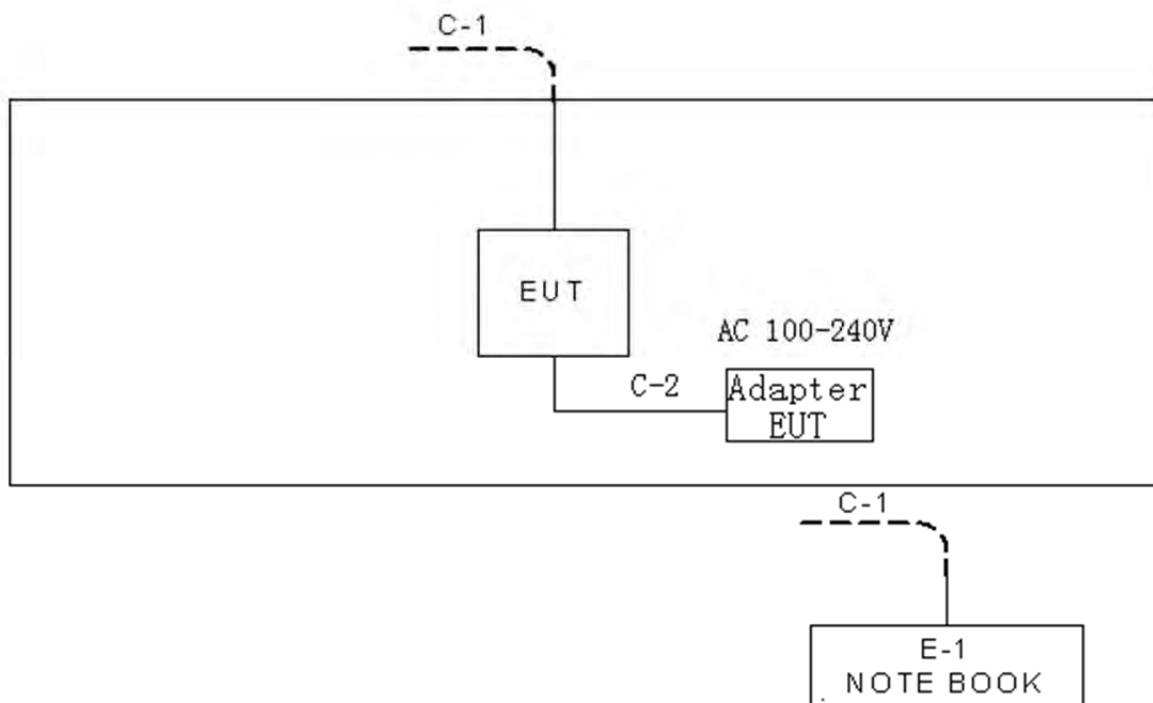 C-1
EUT
AC 100-240V
C-2
Adapter
EUT
C-1
E-1
NOTE BOOK